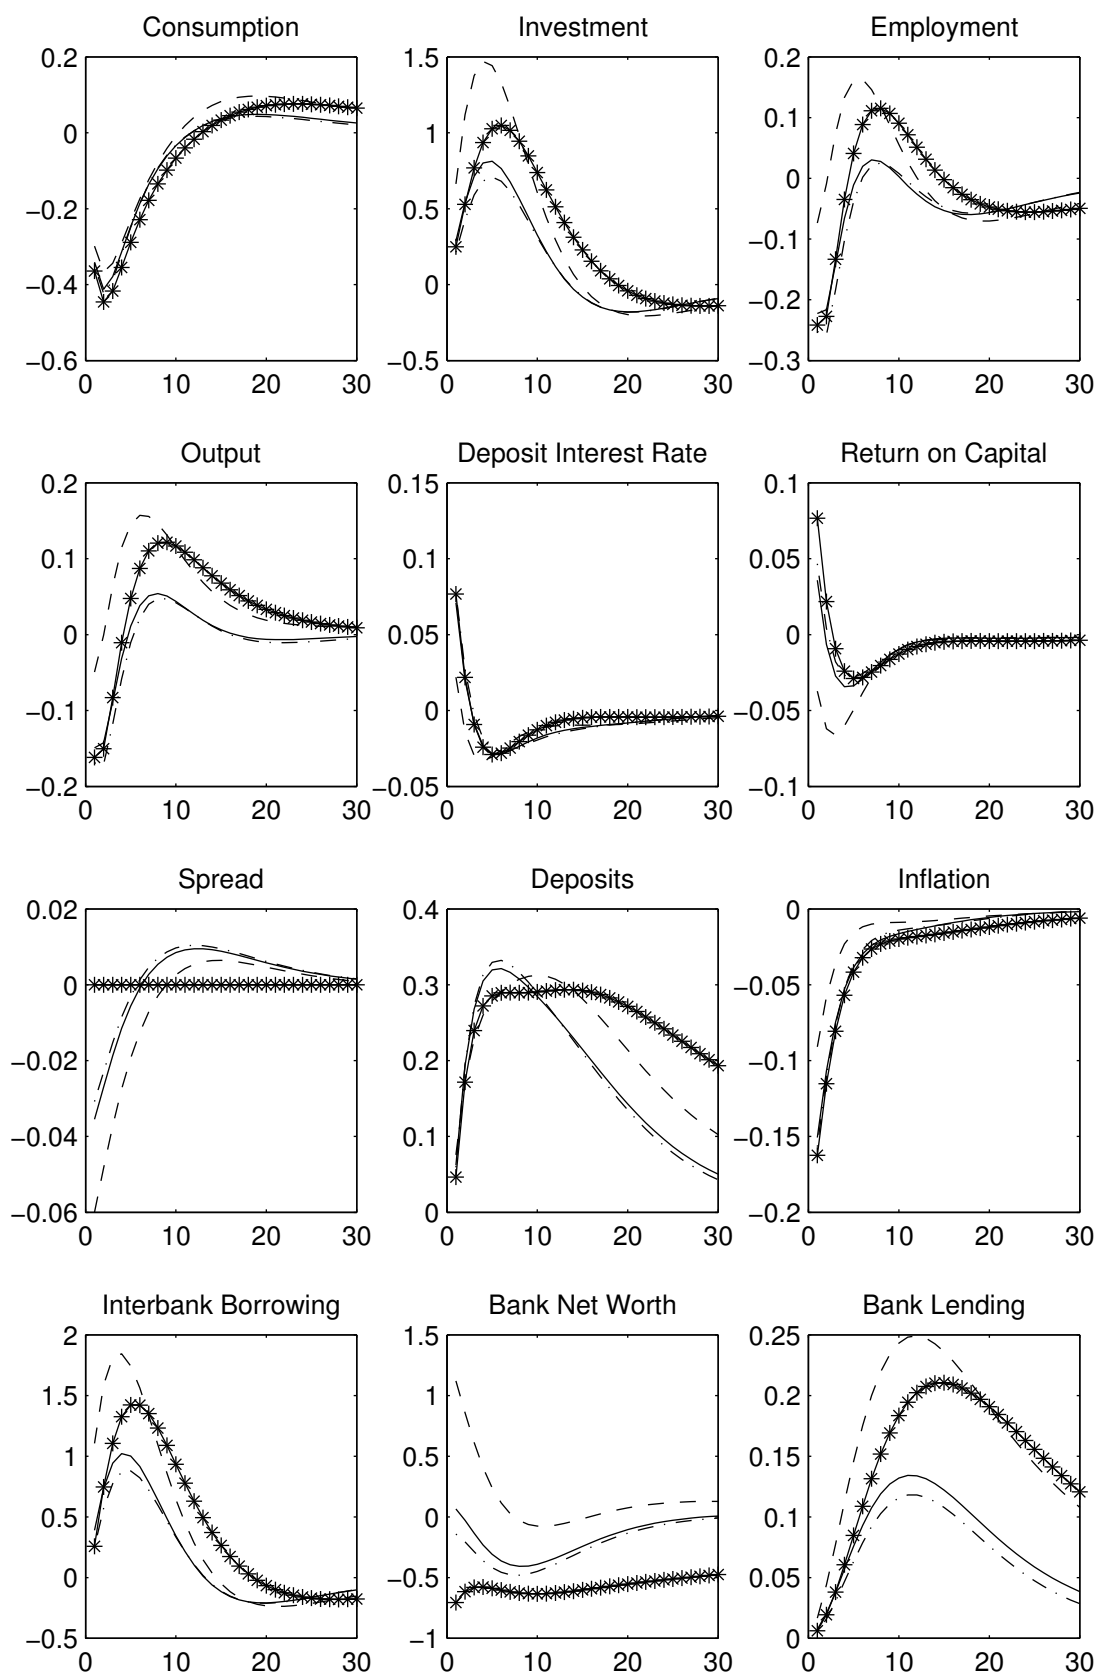 Consumption
0.2
0
−0.2
−0.4
−0.6
0 10 20 30
Investment
1.5
1
0.5
0
−0.5
0 10 20 30
Employment
0.2
0.1
0
−0.1
−0.2
−0.3
0 10 20 30
Output
0.2
0.1
0
−0.1
−0.2
0 10 20 30
Deposit Interest Rate
0.15
0.1
0.05
0
−0.05
0 10 20 30
Return on Capital
0.1
0.05
0
−0.05
−0.1
0 10 20 30
Spread
0.02
0
−0.02
−0.04
−0.06
0 10 20 30
Deposits
0.4
0.3
0.2
0.1
0
0 10 20 30
Inflation
0
−0.05
−0.1
−0.15
−0.2
0 10 20 30
Interbank Borrowing
2
1.5
1
0.5
0
−0.5
0 10 20 30
Bank Net Worth
1.5
1
0.5
0
−0.5
−1
0 10 20 30
Bank Lending
0.25
0.2
0.15
0.1
0.05
0
0 10 20 30